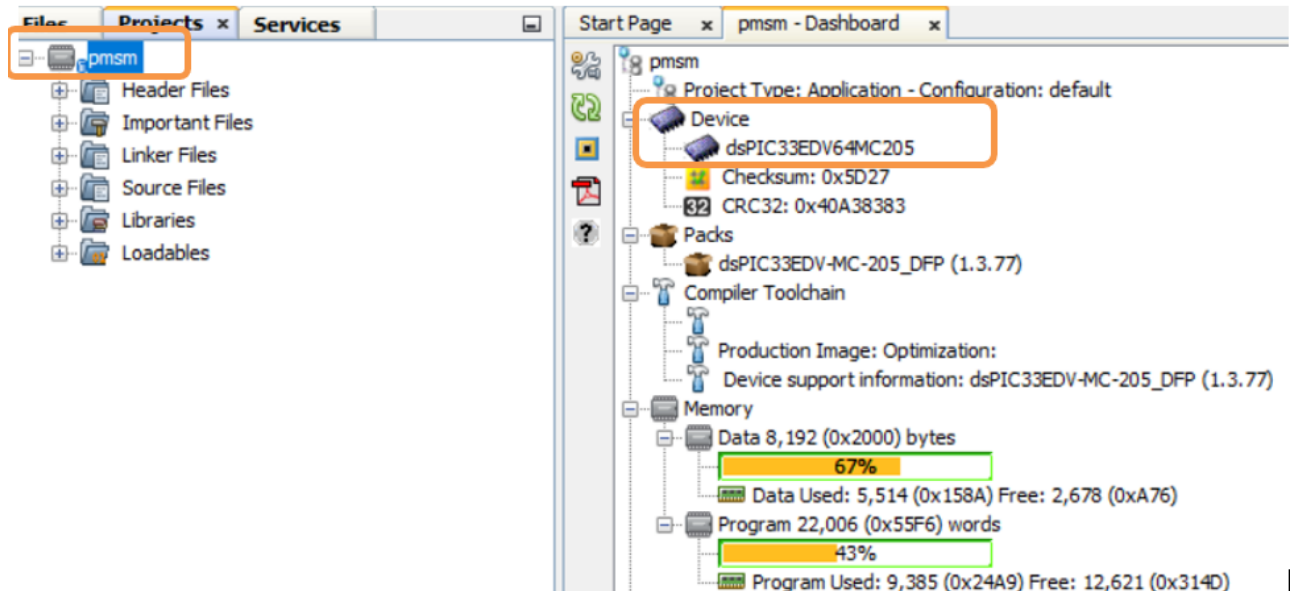 Files Projects x Services
pmsm
Header Files
Important Files
Linker Files
Source Files
Libraries
Loadables
Start Page x pmsm - Dashboard x
pmsm
Project Type: Application - Configuration: default
Device
dsPIC33EDV64MC205
Checksum: 0x5D27
32 CRC32: 0x40A38383
Packs
dsPIC33EDV-MC-205_DFP (1.3.77)
Compiler Toolchain
Production Image: Optimization:
Device support information: dsPIC33EDV-MC-205_DFP (1.3.77)
Memory
Data 8,192 (0x2000) bytes
67%
Data Used: 5,514 (0x158A) Free: 2,678 (0xA76)
Program 22,006 (0x55F6) words
43%
Program Used: 9,385 (0x24A9) Free: 12,621 (0x314D)